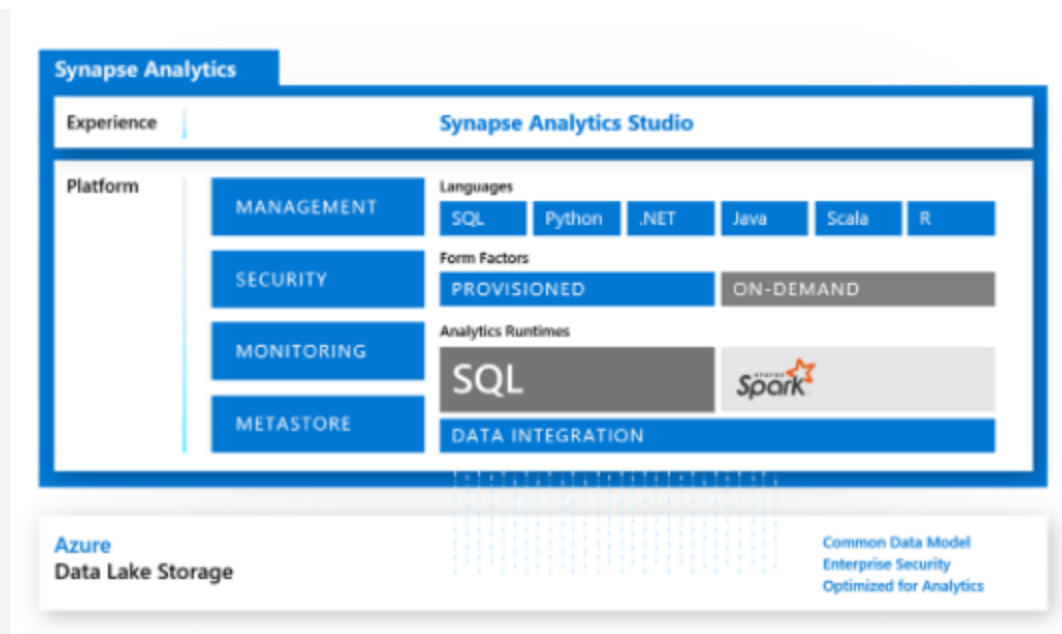 Synapse Analytics
Experience
Synapse Analytics Studio
Platform
MANAGEMENT
SECURITY
MONITORING
METASTORE
Languages
SQL Python .NET Java Scala R
Form Factors
PROVISIONED ON-DEMAND
Analytics Runtimes
SQL
APACHE
Spark
DATA INTEGRATION
Azure
Data Lake Storage
Common Data Model
Enterprise Security
Optimized for Analytics